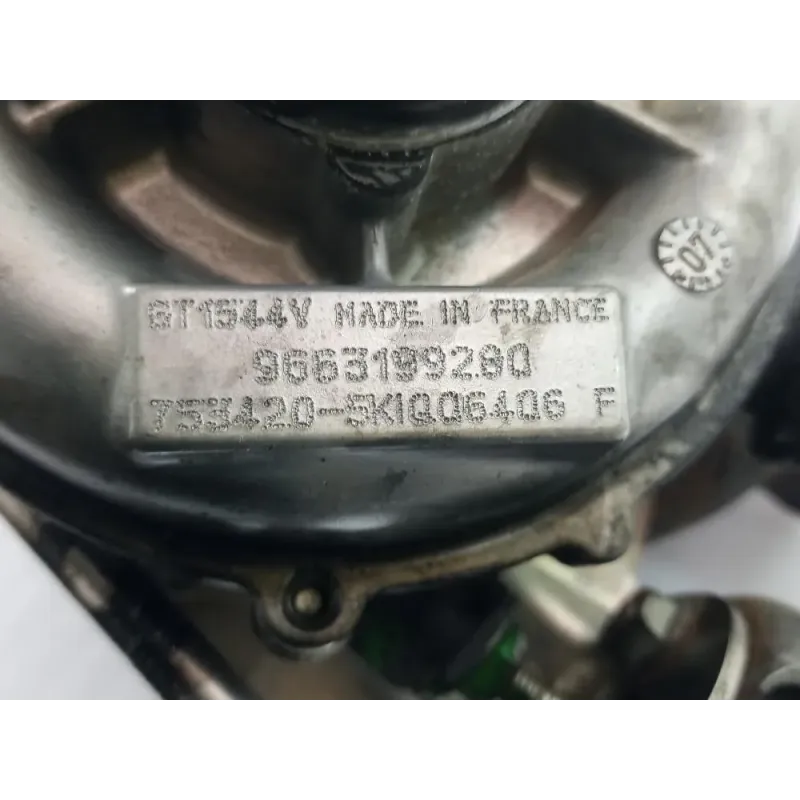 07
GT1544V MADE IN FRANCE
9663199280
753420-5KIQ06406 F